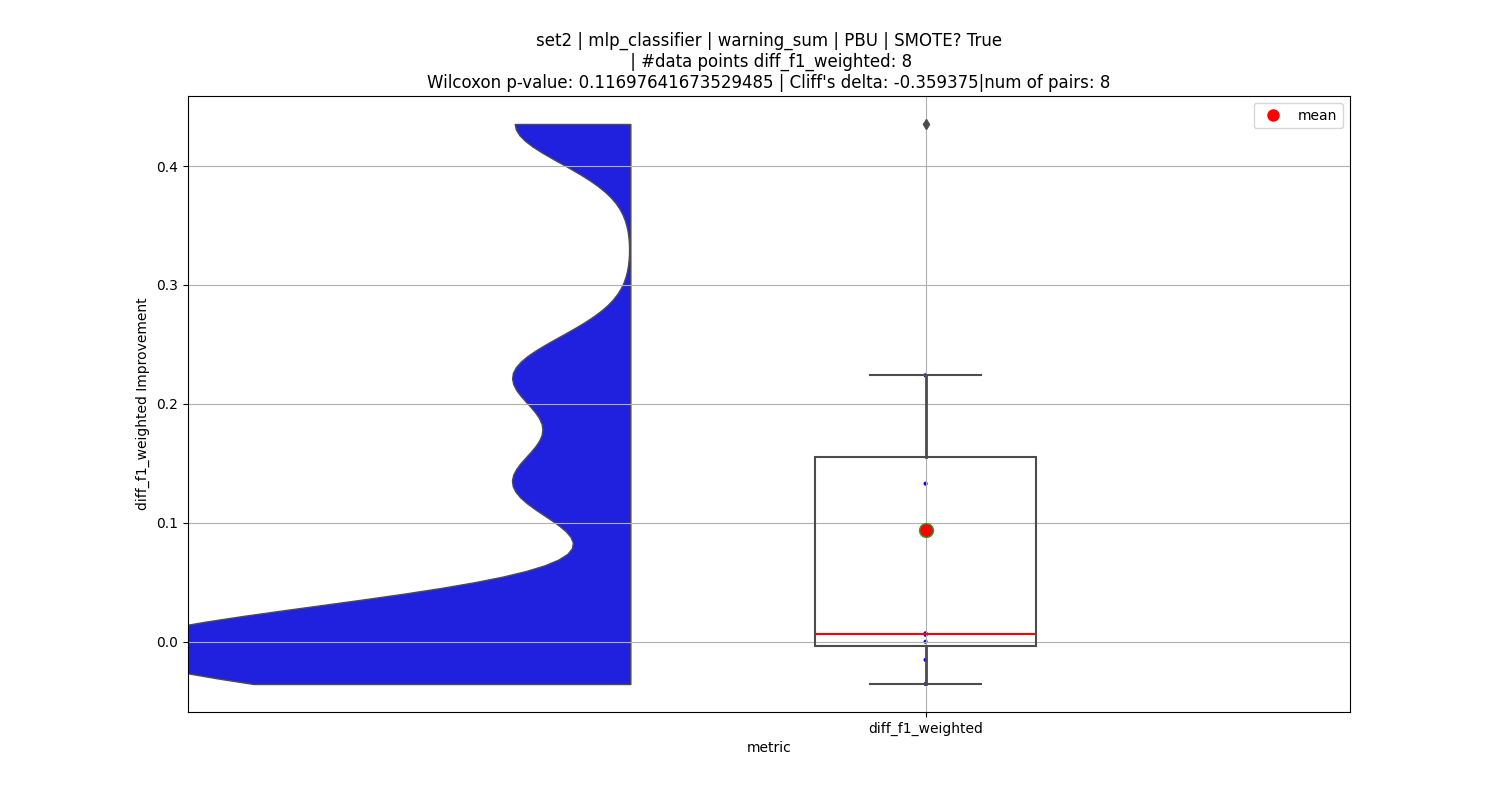 set2 | mlp_classifier | warning_sum | PBU | SMOTE? True
| #data points diff_f1_weighted: 8
Wilcoxon p-value: 0.11697641673529485 | Cliff's delta: -0.359375|num of pairs: 8
mean
0.4
0.3
0.2
0.1
0.0
diff_f1_weighted Improvement
diff_f1_weighted
metric